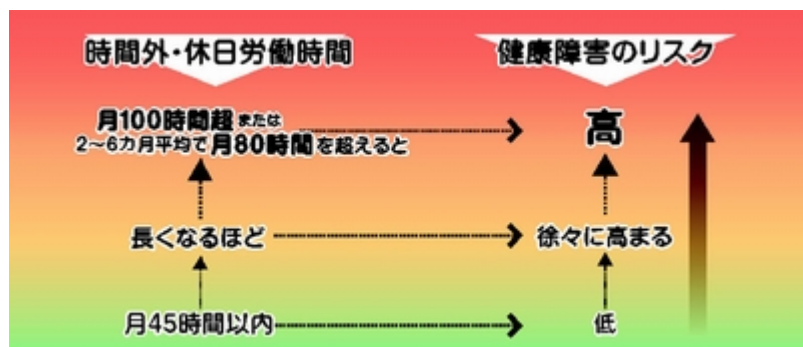 時間外・休日労働時間
健康障害のリスク
月100時間超または
2～6カ月平均で月80時間を超えると
高
長くなるほど
徐々に高まる
月45時間以内
低